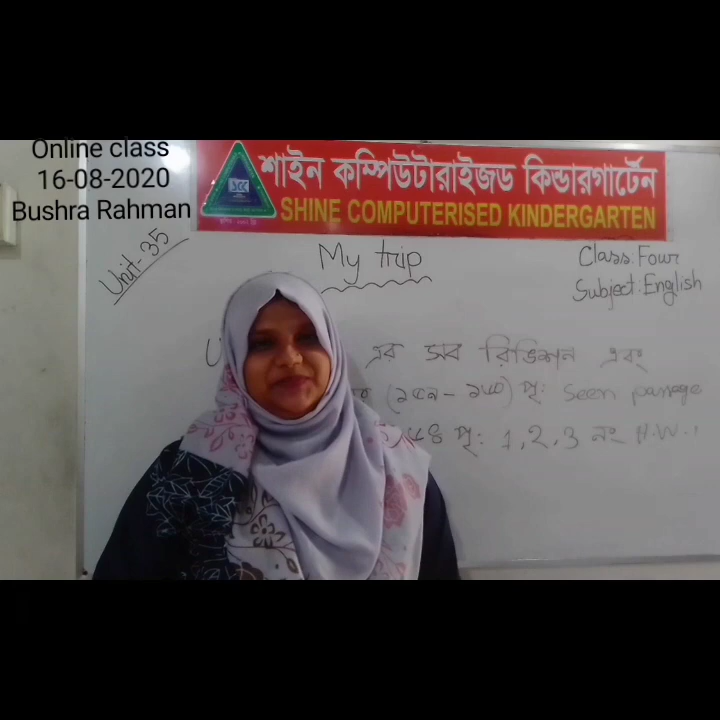 Online class
16-08-2020
Bushra Rahman
শাইন কম্পিউটারাইজড কিন্ডারগার্টেন
SHINE COMPUTERISED KINDERGARTEN
Unit-35
My trip
Class: Four
Subject: English
এর সব রিভিশন এবং
পৃ: Seen passage
পৃ: 1, 2, 3 নং H.W.